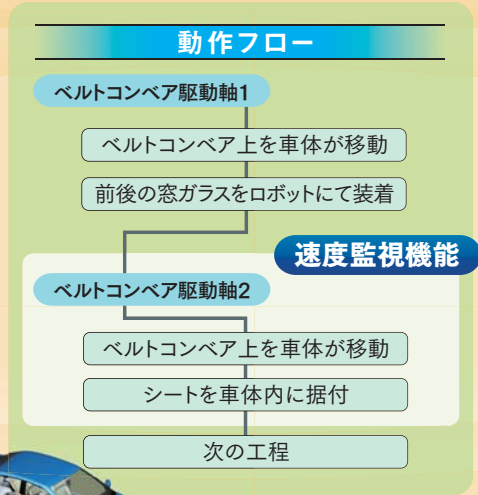 動作フロー
ベルトコンベア駆動軸1
ベルトコンベア上を車体が移動
前後の窓ガラスをロボットにて装着
速度監視機能
ベルトコンベア駆動軸2
ベルトコンベア上を車体が移動
シートを車体内に据付
次の工程